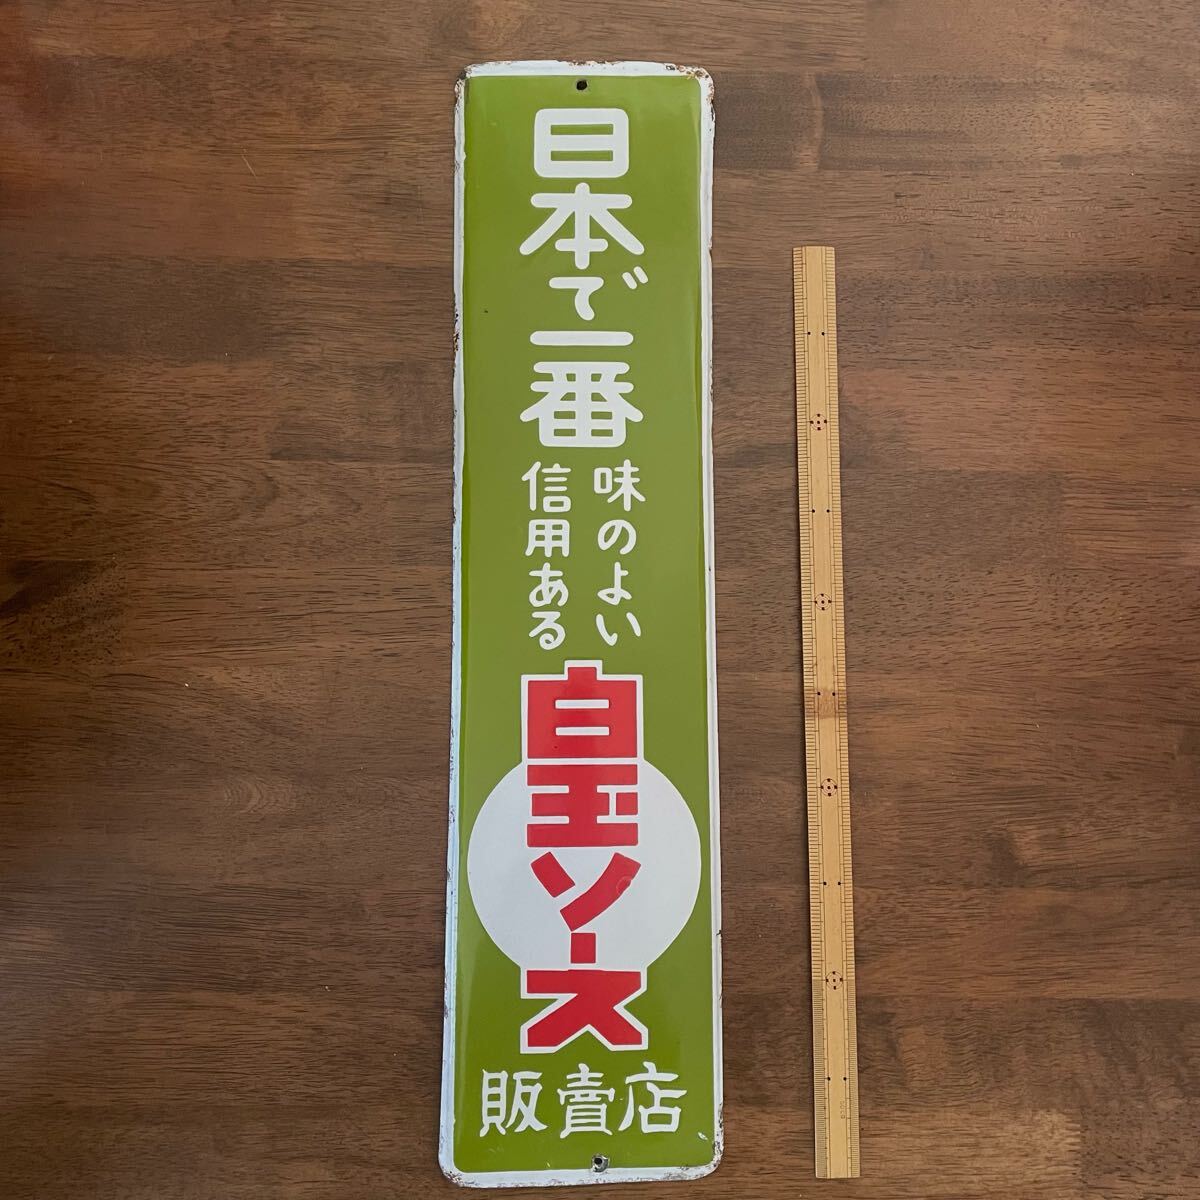 日本で一番
味のよい
信用ある
白玉ソース
販賣店